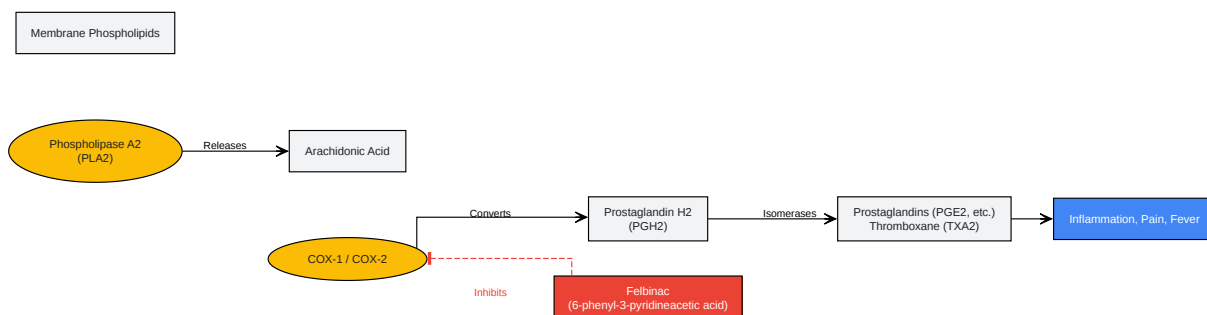 Membrane Phospholipids
Phospholipase A2
(PLA2)
Releases
Arachidonic Acid
Converts
Prostaglandin H2
(PGH2)
Isomerases
Prostaglandins (PGE2, etc.)
Thromboxane (TXA2)
Inflammation, Pain, Fever
COX-1 / COX-2
Inhibits
Felbinac
(6-phenyl-3-pyridineacetic acid)